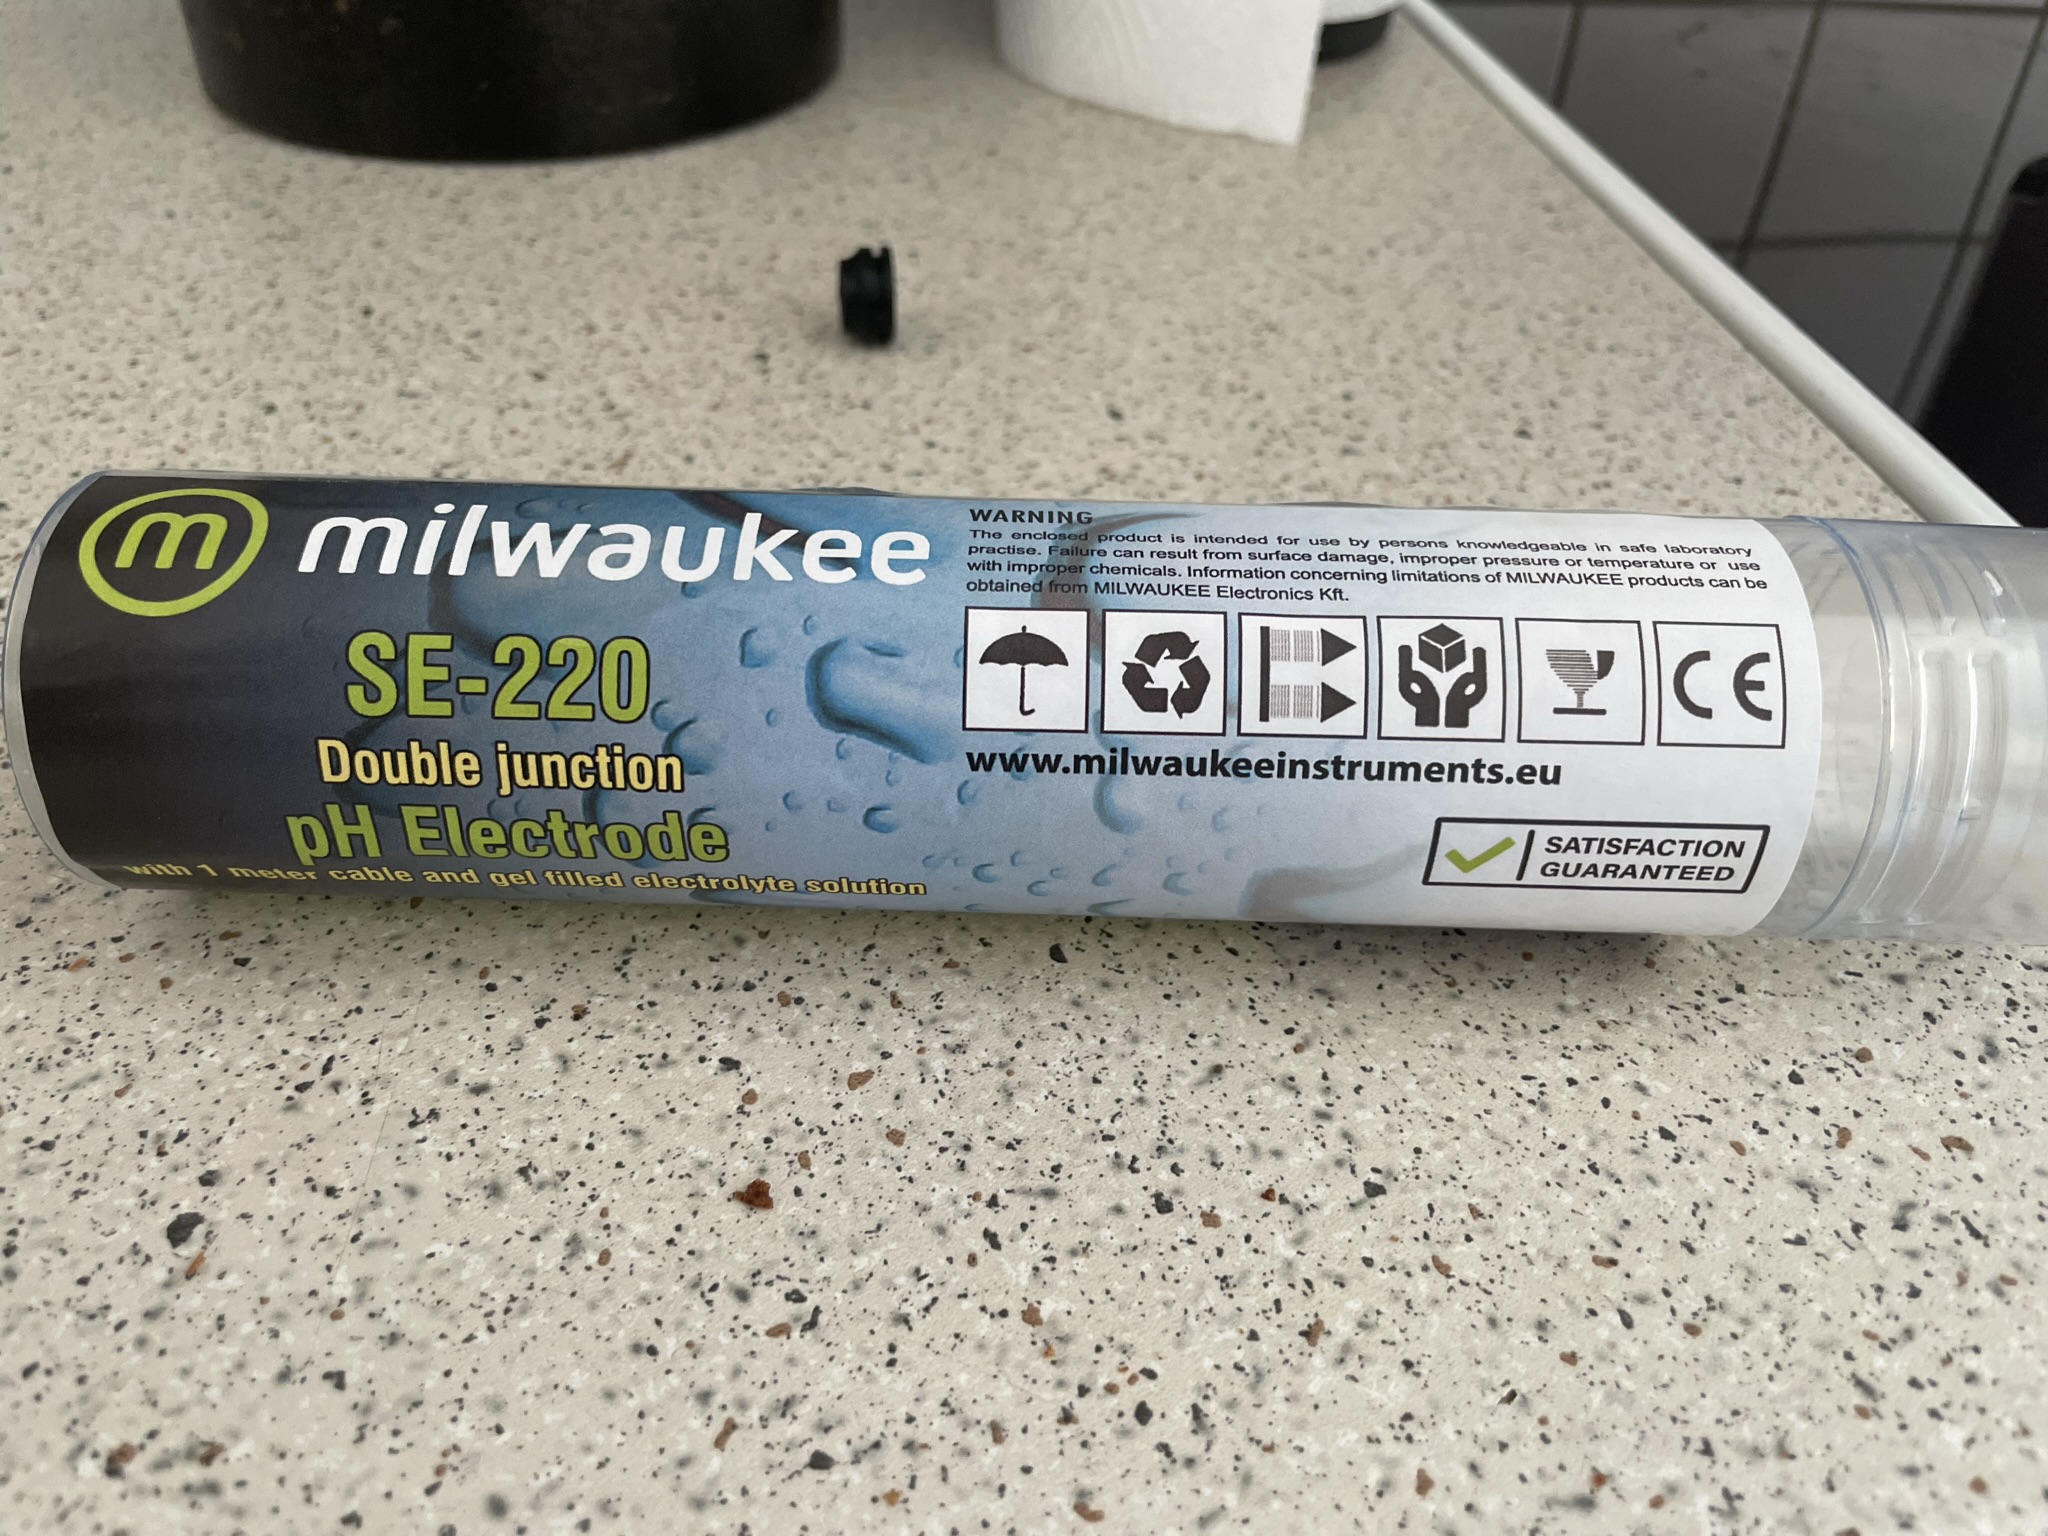 m milwaukee
SE-220
Double junction
pH Electrode
with 1 meter cable and gel filled electrolyte solution
WARNING
The enclosed product is intended for use by persons knowledgeable in safe laboratory
practise. Failure can result from surface damage, improper pressure or temperature or use
with improper chemicals. Information concerning limitations of MILWAUKEE products can be
obtained from MILWAUKEE Electronics Kft.
CE
www.milwaukeeinstruments.eu
SATISFACTION
GUARANTEED